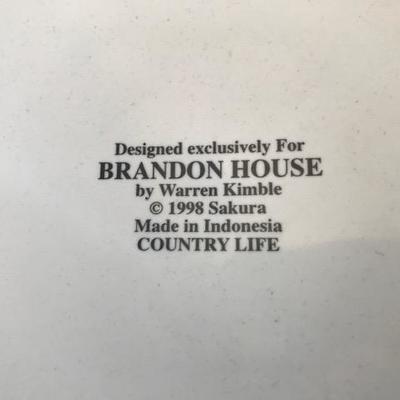 Designed exclusively For
BRANDON HOUSE
by Warren Kimble
© 1998 Sakura
Made in Indonesia
COUNTRY LIFE